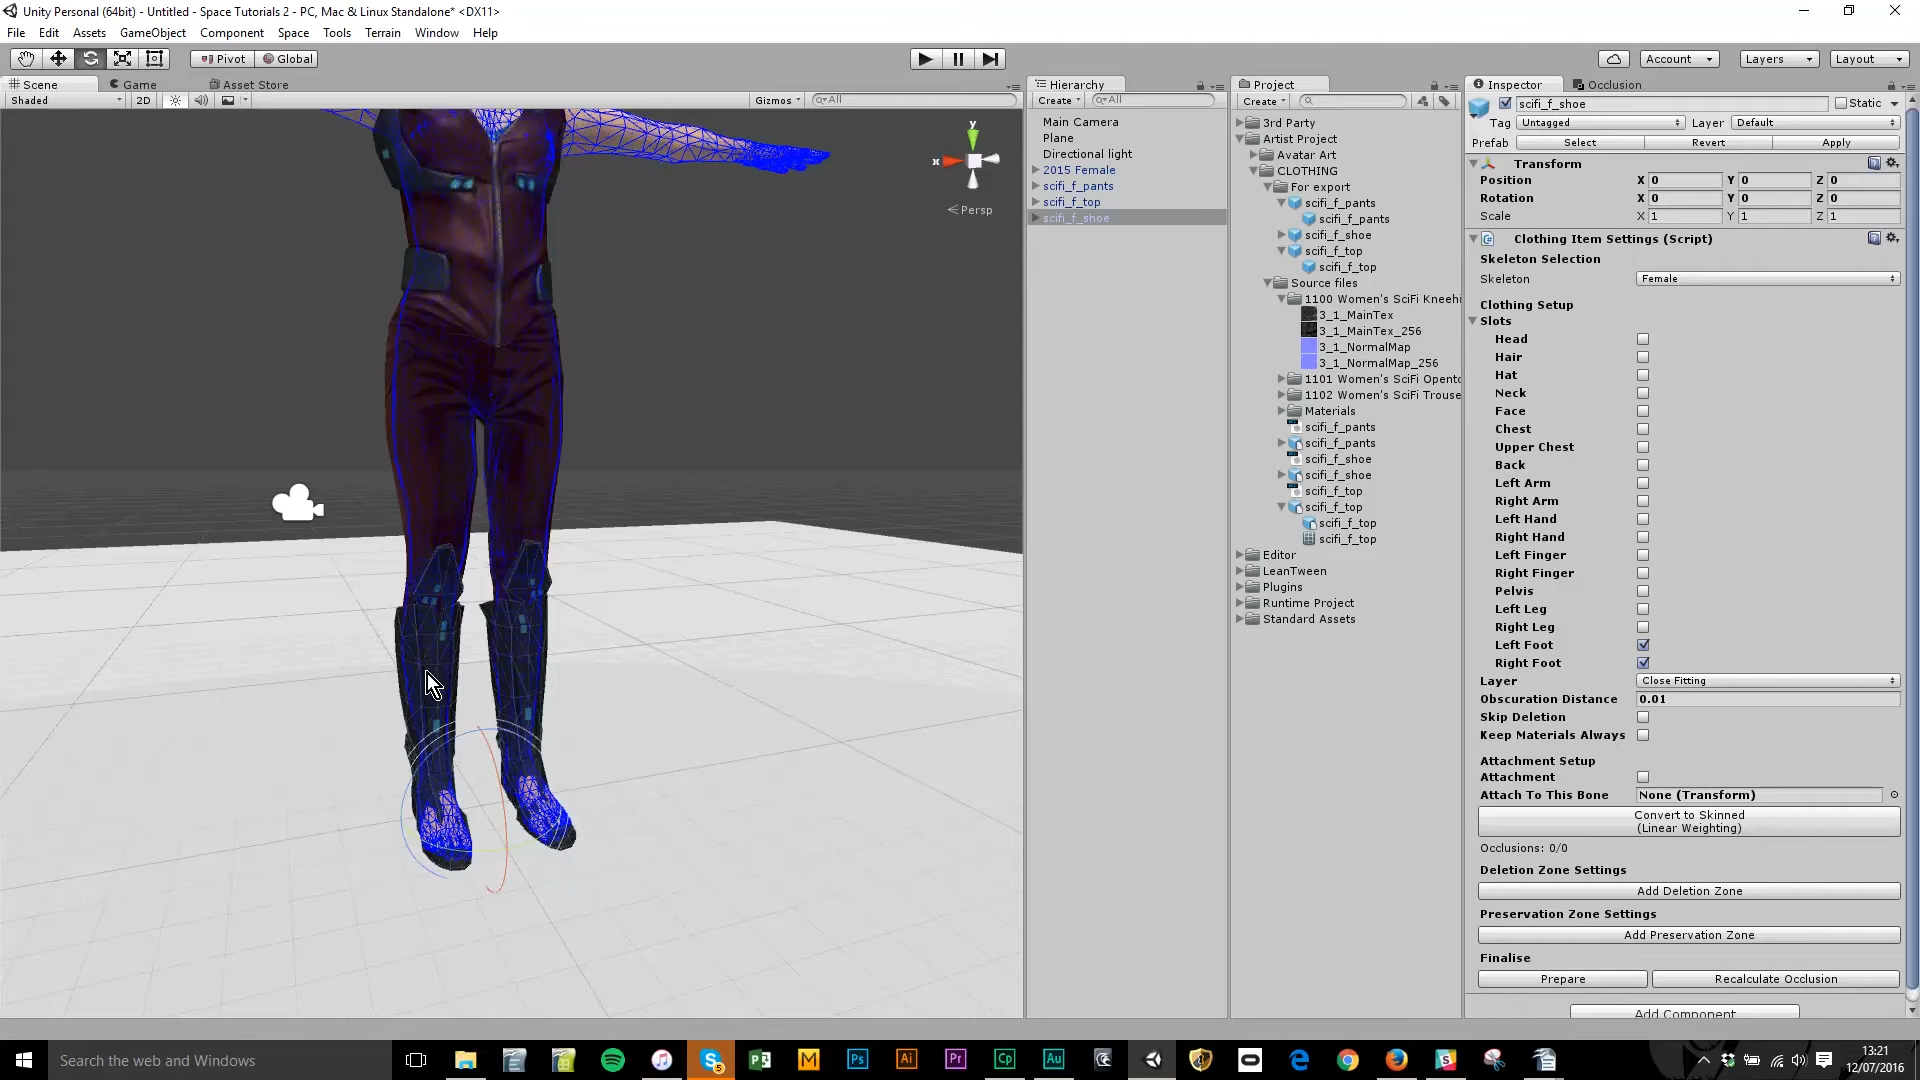 Unity Personal (64bit) - Untitled - Space Tutorials 2 - PC, Mac & Linux Standalone* <DX11>
File Edit Assets GameObject Component Space Tools Terrain Window Help
Pivot Global Account Layers Layout
Scene Game Asset Store
Shaded 2D Gizmos All
y
x
Persp
Hierarchy
Create All
Main Camera
Plane
Directional light
2015 Female
scifi_f_pants
scifi_f_top
scifi_f_shoe
Project
Create
3rd Party
Artist Project
Avatar Art
CLOTHING
For export
scifi_f_pants
scifi_f_pants
scifi_f_shoe
scifi_f_top
scifi_f_top
Source files
1100 Women's SciFi Kneehi
3_1_MainTex
3_1_MainTex_256
3_1_NormalMap
3_1_NormalMap_256
1101 Women's SciFi Opento
1102 Women's SciFi Trouse
Materials
scifi_f_pants
scifi_f_pants
scifi_f_shoe
scifi_f_shoe
scifi_f_top
scifi_f_top
scifi_f_top
scifi_f_top
Editor
LeanTween
Plugins
Runtime Project
Standard Assets
Inspector Occlusion
scifi_f_shoe Static
Tag Untagged Layer Default
Prefab Select Revert Apply
Transform
Position X 0 Y 0 Z 0
Rotation X 0 Y 0 Z 0
Scale X 1 Y 1 Z 1
Clothing Item Settings (Script)
Skeleton Selection
Skeleton Female
Clothing Setup
Slots
Head
Hair
Hat
Neck
Face
Chest
Upper Chest
Back
Left Arm
Right Arm
Left Hand
Right Hand
Left Finger
Right Finger
Pelvis
Left Leg
Right Leg
Left Foot
Right Foot
Layer Close Fitting
Obscuration Distance 0.01
Skip Deletion
Keep Materials Always
Attachment Setup
Attachment
Attach To This Bone None (Transform)
Convert to Skinned
(Linear Weighting)
Occlusions: 0/0
Deletion Zone Settings
Add Deletion Zone
Preservation Zone Settings
Add Preservation Zone
Finalise
Prepare Recalculate Occlusion
Add Component
Search the web and Windows
5 Ps Ai Pr Cp Au
13:21
12/07/2016